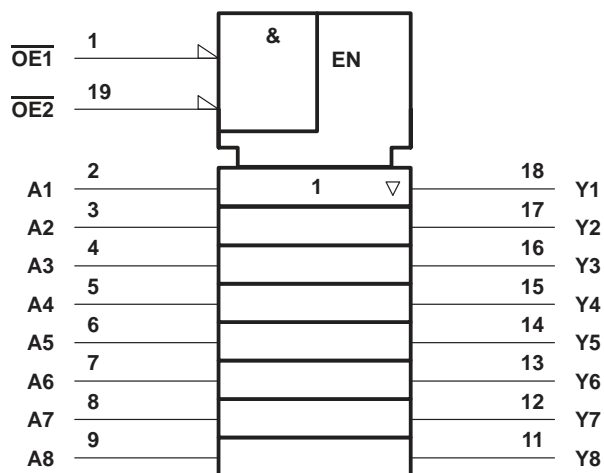 &
1
OE1
EN
19
OE2
2 18
A1 1 Y1
3 17
A2 Y2
4 16
A3 Y3
5 15
A4 Y4
6 14
A5 Y5
7 13
A6 Y6
8 12
A7 Y7
9 11
A8 Y8